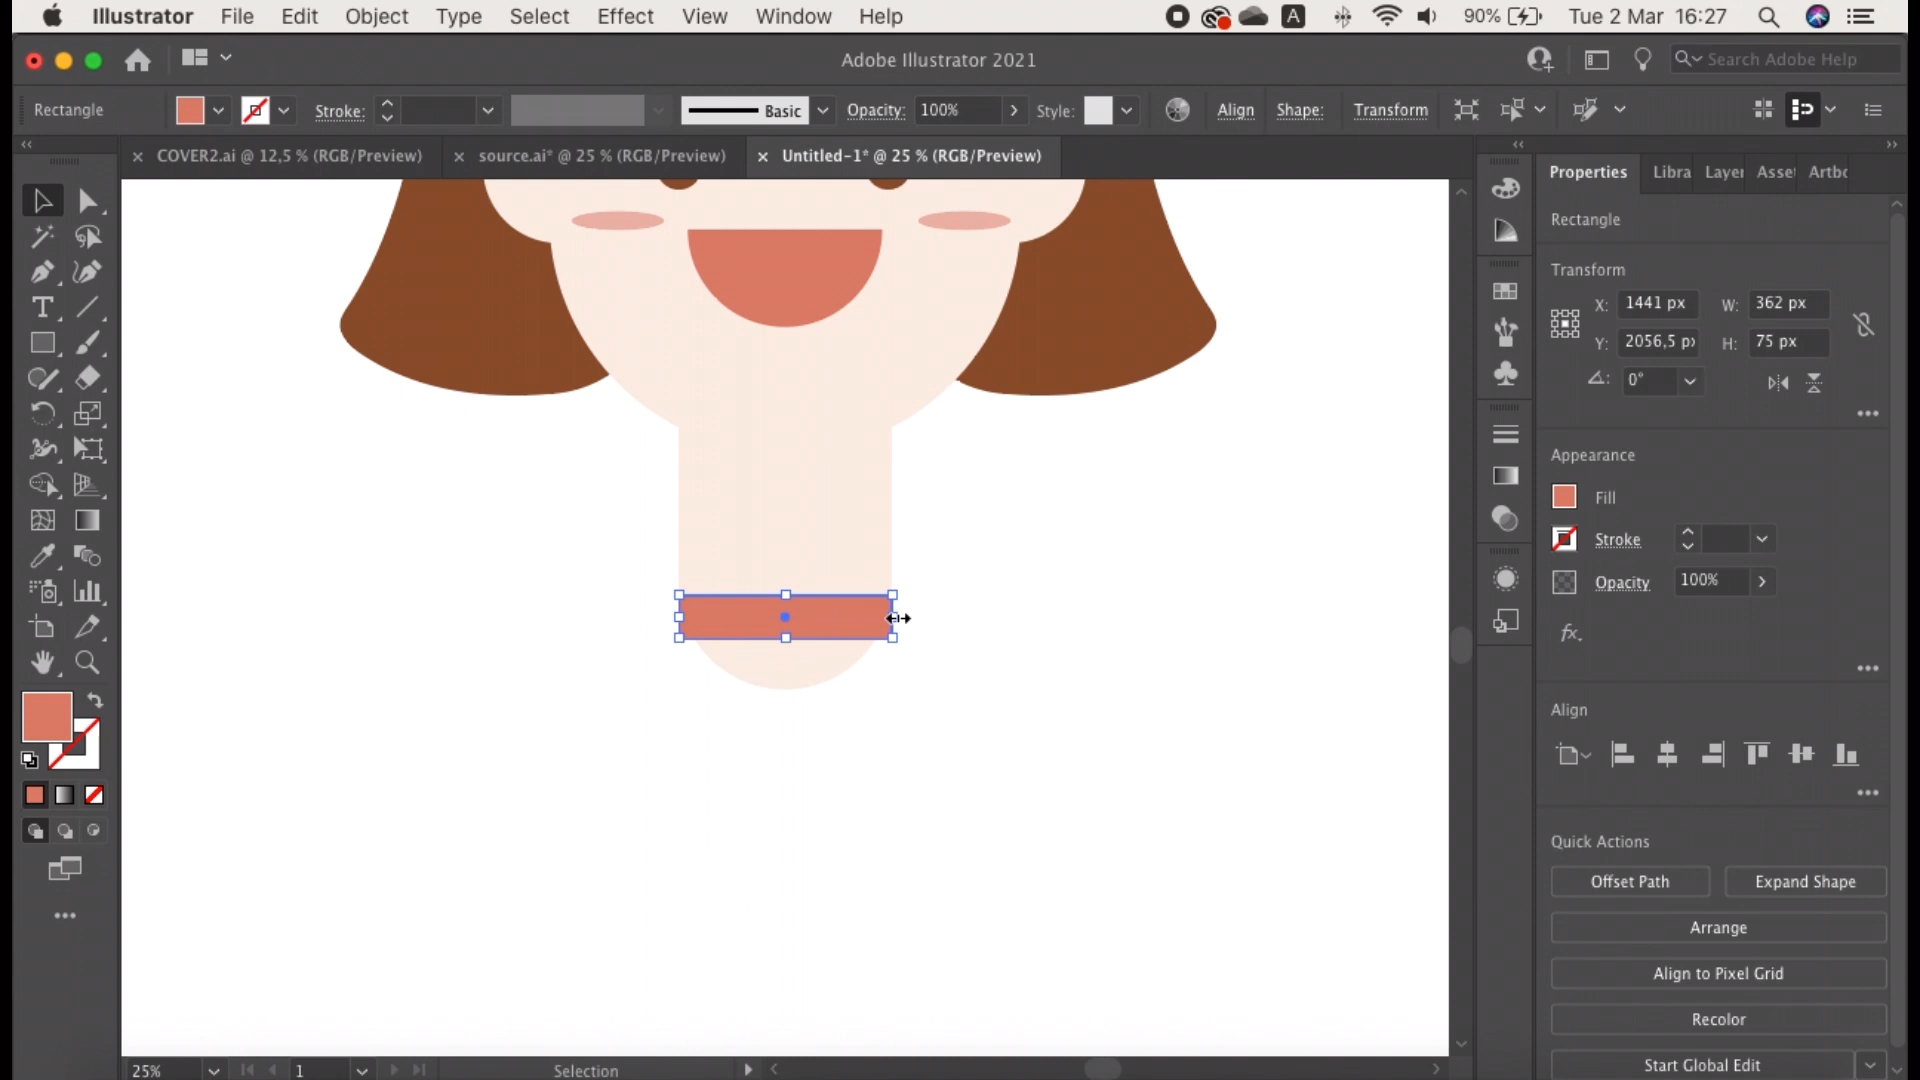 Illustrator File Edit Object Type Select Effect View Window Help A 90% Tue 2 Mar 16:27
Adobe Illustrator 2021 Search Adobe Help
Rectangle Stroke: Basic Opacity: 100% Style: Align Shape: Transform
COVER2.ai @ 12,5 % (RGB/Preview) source.ai* @ 25 % (RGB/Preview) Untitled-1* @ 25 % (RGB/Preview)
Properties Libra Layer Asse Artbo
Rectangle
Transform
X: 1441 px W: 362 px
Y: 2056,5 px H: 75 px
0°
Appearance
Fill
Stroke
Opacity 100%
fx.
Align
Quick Actions
Offset Path Expand Shape
Arrange
Align to Pixel Grid
Recolor
Start Global Edit
25% 1 Selection